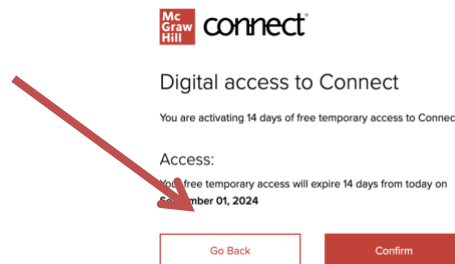 Mc
Graw
Hill
connect
Digital access to Connect
You are activating 14 days of free temporary access to Connec
Access:
free temporary access will expire 14 days from today on
01, 2024
Go Back
Confirm